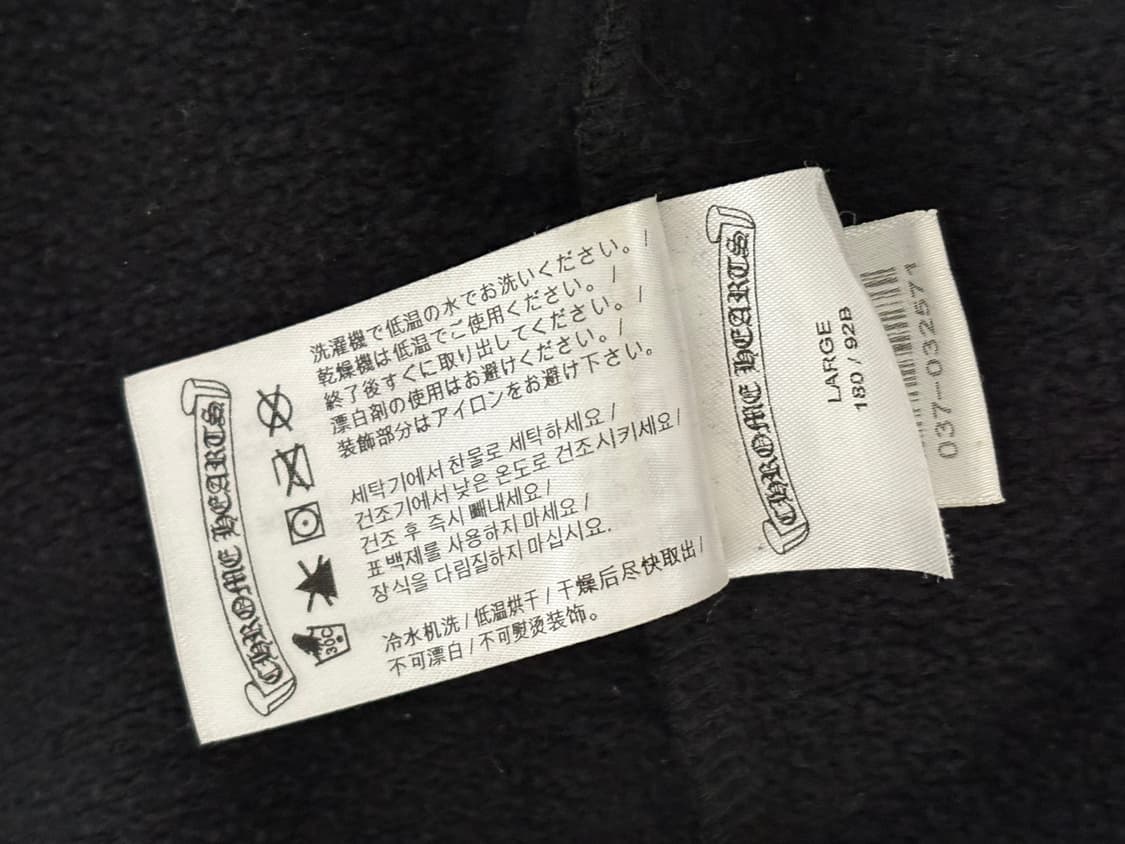 CHROME HEARTS
洗濯機で低温の水でお洗いください。/
乾燥機は低温でご使用ください。/
終了後すぐに取り出してください。/
漂白剤の使用はお避けください。/
装飾部分はアイロンをお避け下さい。
세탁기에서 찬물로 세탁하세요 /
건조기에서 낮은 온도로 건조시키세요/
건조 후 즉시 빼내세요/
표백제를 사용하지 마세요 /
장식을 다림질하지 마십시요.
冷水机洗 / 低温烘干 / 干燥后尽快取出/
不可漂白 / 不可熨烫装饰。
30C
CHROME HEARTS
LARGE
180 / 92B
037-032571